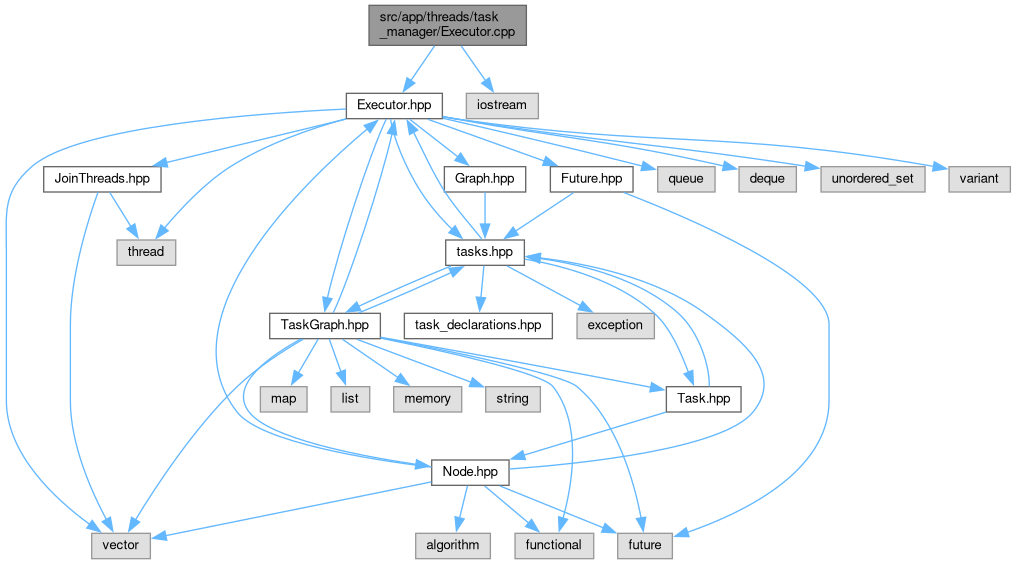 src/app/threads/task
_manager/Executor.cpp
Executor.hpp
iostream
JoinThreads.hpp
Graph.hpp
Future.hpp
queue
deque
unordered_set
variant
thread
tasks.hpp
TaskGraph.hpp
task_declarations.hpp
exception
map
list
memory
string
Task.hpp
Node.hpp
vector
algorithm
functional
future